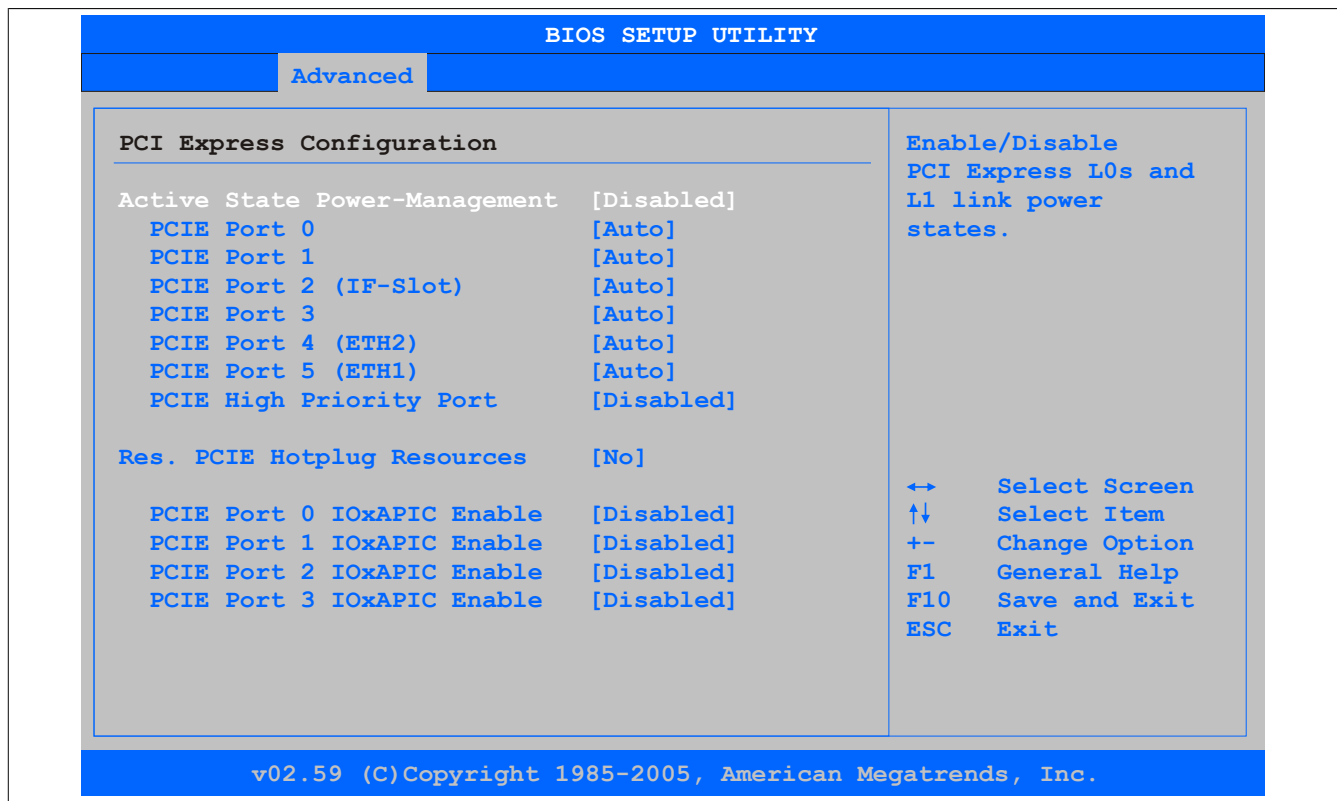 BIOS SETUP UTILITY
Advanced
PCI Express Configuration
Active State Power-Management [Disabled]
PCIE Port 0 [Auto]
PCIE Port 1 [Auto]
PCIE Port 2 (IF-Slot) [Auto]
PCIE Port 3 [Auto]
PCIE Port 4 (ETH2) [Auto]
PCIE Port 5 (ETH1) [Auto]
PCIE High Priority Port [Disabled]
Res. PCIE Hotplug Resources [No]
PCIE Port 0 IOxAPIC Enable [Disabled]
PCIE Port 1 IOxAPIC Enable [Disabled]
PCIE Port 2 IOxAPIC Enable [Disabled]
PCIE Port 3 IOxAPIC Enable [Disabled]
Enable/Disable
PCI Express L0s and
L1 link power
states.
↔ Select Screen
↑↓ Select Item
+- Change Option
F1 General Help
F10 Save and Exit
ESC Exit
v02.59 (C)Copyright 1985-2005, American Megatrends, Inc.